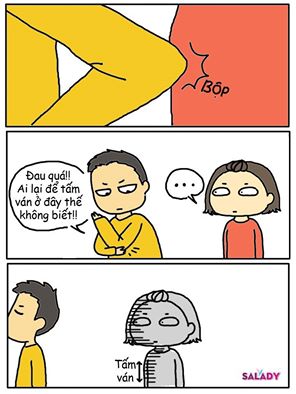 BỘP
Đau quá!!
Ai lại để tấm
ván ở đây thế
không biết!!
...
Tấm
ván
SALADY